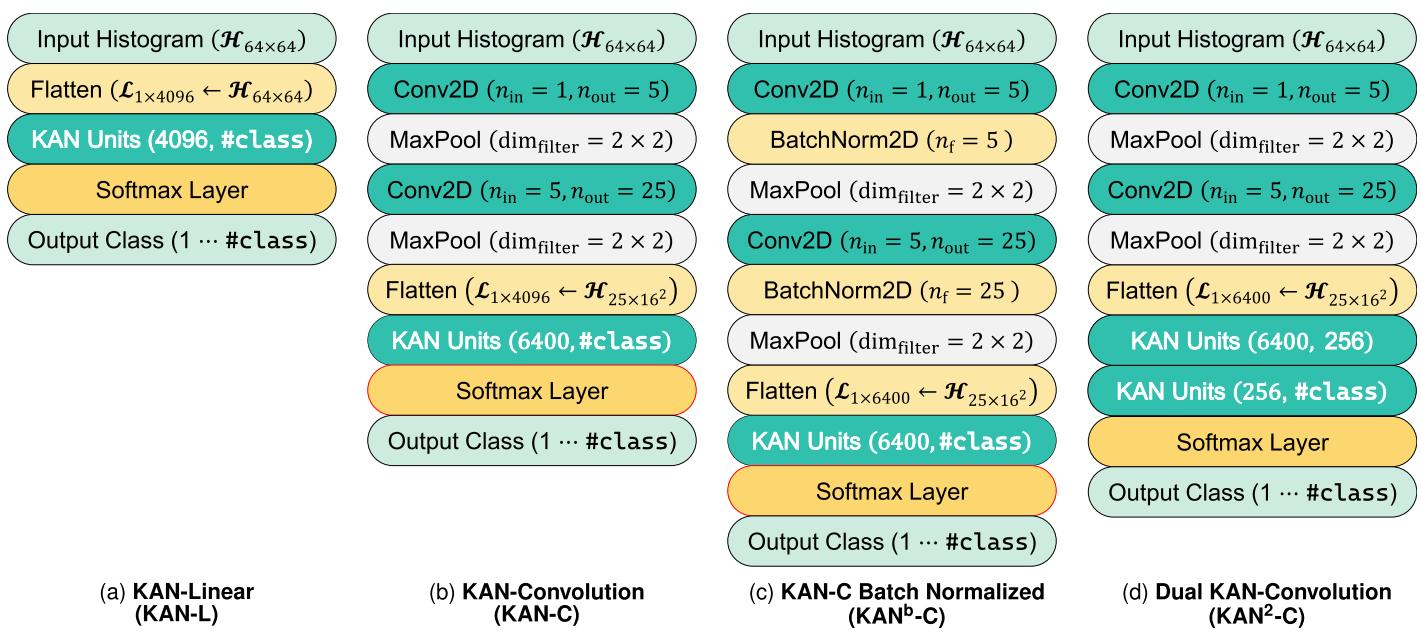 Input Histogram (𝓗64×64)
Flatten (𝓛1×4096 ← 𝓗64×64)
KAN Units (4096, #class)
Softmax Layer
Output Class (1 ⋯ #class)
(a) KAN-Linear
(KAN-L)
Input Histogram (𝓗64×64)
Conv2D (nin = 1, nout = 5)
MaxPool (dimfilter = 2 × 2)
Conv2D (nin = 5, nout = 25)
MaxPool (dimfilter = 2 × 2)
Flatten (𝓛1×4096 ← 𝓗25×16²)
KAN Units (6400, #class)
Softmax Layer
Output Class (1 ⋯ #class)
(b) KAN-Convolution
(KAN-C)
Input Histogram (𝓗64×64)
Conv2D (nin = 1, nout = 5)
BatchNorm2D (nf = 5 )
MaxPool (dimfilter = 2 × 2)
Conv2D (nin = 5, nout = 25)
BatchNorm2D (nf = 25 )
MaxPool (dimfilter = 2 × 2)
Flatten (𝓛1×6400 ← 𝓗25×16²)
KAN Units (6400, #class)
Softmax Layer
Output Class (1 ⋯ #class)
(c) KAN-C Batch Normalized
(KANᵇ-C)
Input Histogram (𝓗64×64)
Conv2D (nin = 1, nout = 5)
MaxPool (dimfilter = 2 × 2)
Conv2D (nin = 5, nout = 25)
MaxPool (dimfilter = 2 × 2)
Flatten (𝓛1×6400 ← 𝓗25×16²)
KAN Units (6400, 256)
KAN Units (256, #class)
Softmax Layer
Output Class (1 ⋯ #class)
(d) Dual KAN-Convolution
(KAN²-C)